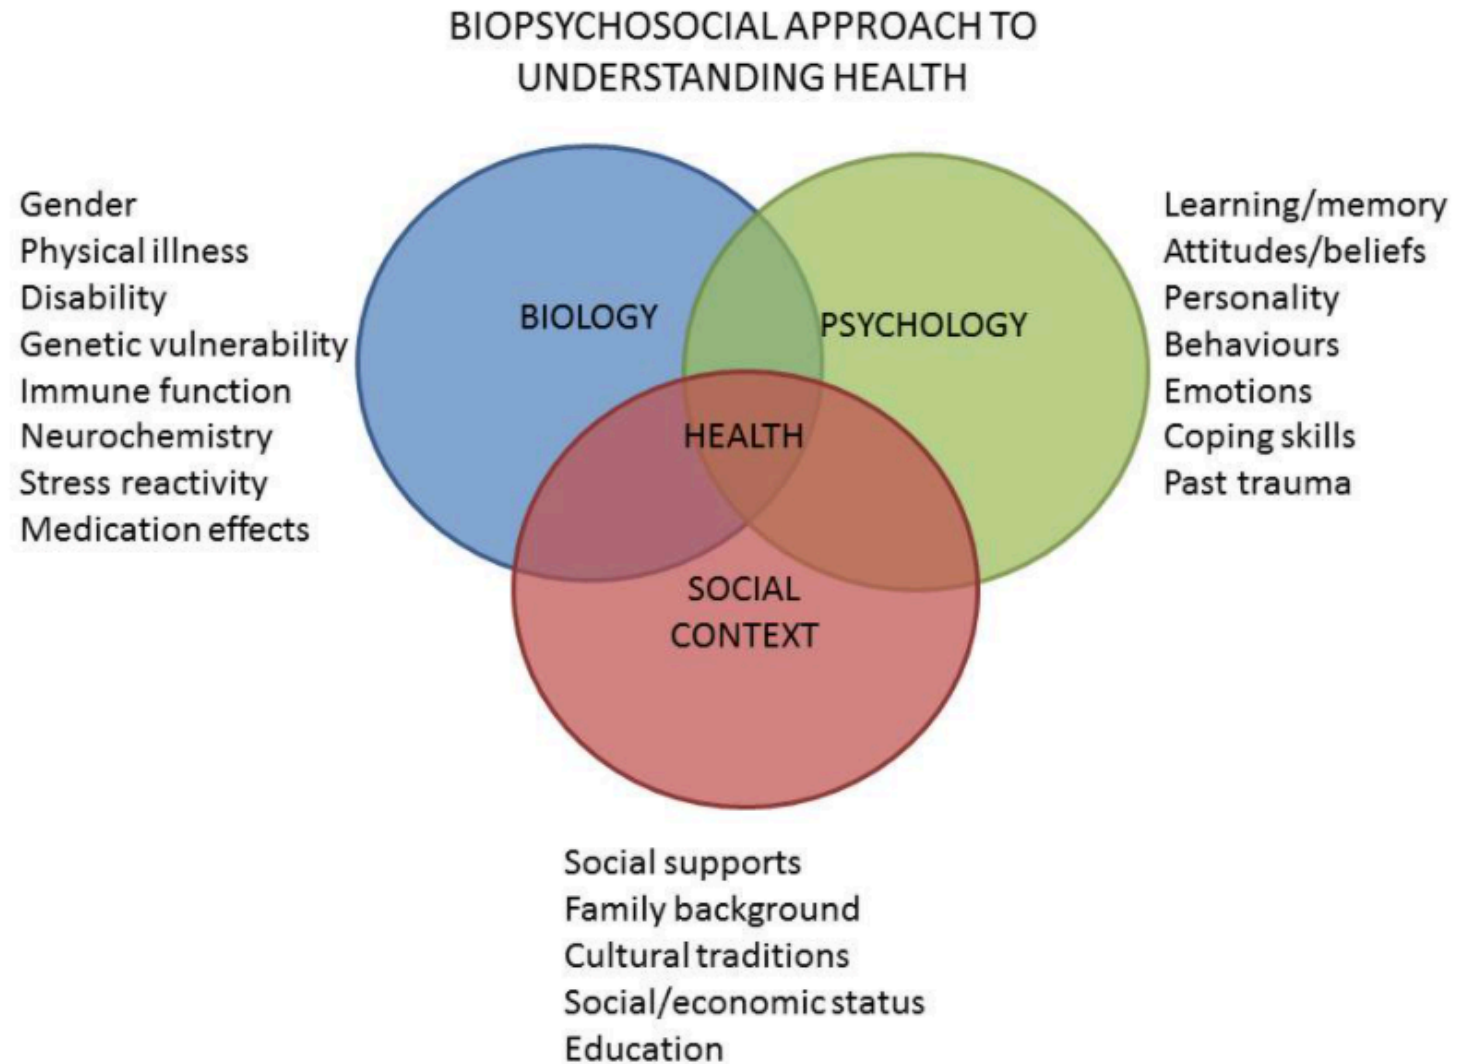 BIOPSYCHOSOCIAL APPROACH TO
UNDERSTANDING HEALTH
Gender
Physical illness
Disability
Genetic vulnerability
Immune function
Neurochemistry
Stress reactivity
Medication effects
BIOLOGY
PSYCHOLOGY
HEALTH
SOCIAL
CONTEXT
Learning/memory
Attitudes/beliefs
Personality
Behaviours
Emotions
Coping skills
Past trauma
Social supports
Family background
Cultural traditions
Social/economic status
Education